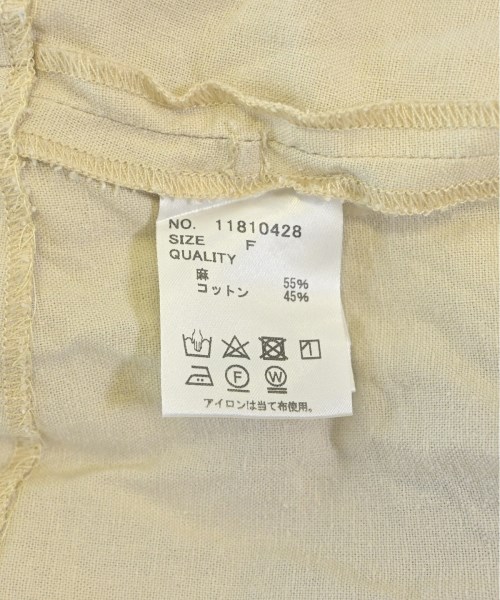 NO. 11810428
SIZE F
QUALITY
麻 55%
コットン 45%
F W
アイロンは当て布使用。